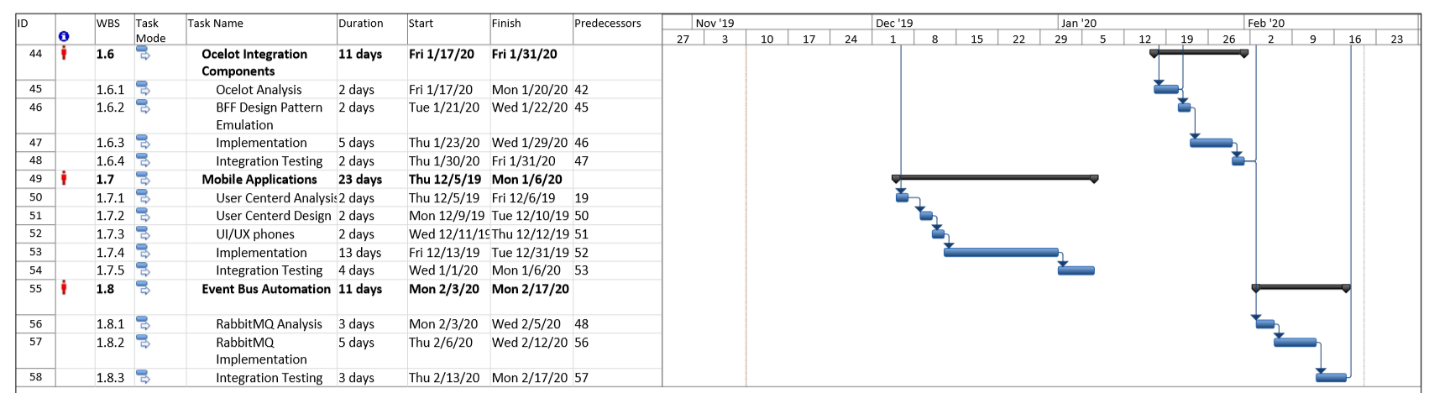 ID WBS Task Mode Task Name Duration Start Finish Predecessors
Nov '19 Dec '19 Jan '20 Feb '20
27 3 10 17 24 1 8 15 22 29 5 12 19 26 2 9 16 23
44 1.6 Ocelot Integration Components 11 days Fri 1/17/20 Fri 1/31/20
45 1.6.1 Ocelot Analysis 2 days Fri 1/17/20 Mon 1/20/20 42
46 1.6.2 BFF Design Pattern Emulation 2 days Tue 1/21/20 Wed 1/22/20 45
47 1.6.3 Implementation 5 days Thu 1/23/20 Wed 1/29/20 46
48 1.6.4 Integration Testing 2 days Thu 1/30/20 Fri 1/31/20 47
49 1.7 Mobile Applications 23 days Thu 12/5/19 Mon 1/6/20
50 1.7.1 User Centerd Analysis 2 days Thu 12/5/19 Fri 12/6/19 19
51 1.7.2 User Centerd Design 2 days Mon 12/9/19 Tue 12/10/19 50
52 1.7.3 UI/UX phones 2 days Wed 12/11/19 Thu 12/12/19 51
53 1.7.4 Implementation 13 days Fri 12/13/19 Tue 12/31/19 52
54 1.7.5 Integration Testing 4 days Wed 1/1/20 Mon 1/6/20 53
55 1.8 Event Bus Automation 11 days Mon 2/3/20 Mon 2/17/20
56 1.8.1 RabbitMQ Analysis 3 days Mon 2/3/20 Wed 2/5/20 48
57 1.8.2 RabbitMQ Implementation 5 days Thu 2/6/20 Wed 2/12/20 56
58 1.8.3 Integration Testing 3 days Thu 2/13/20 Mon 2/17/20 57